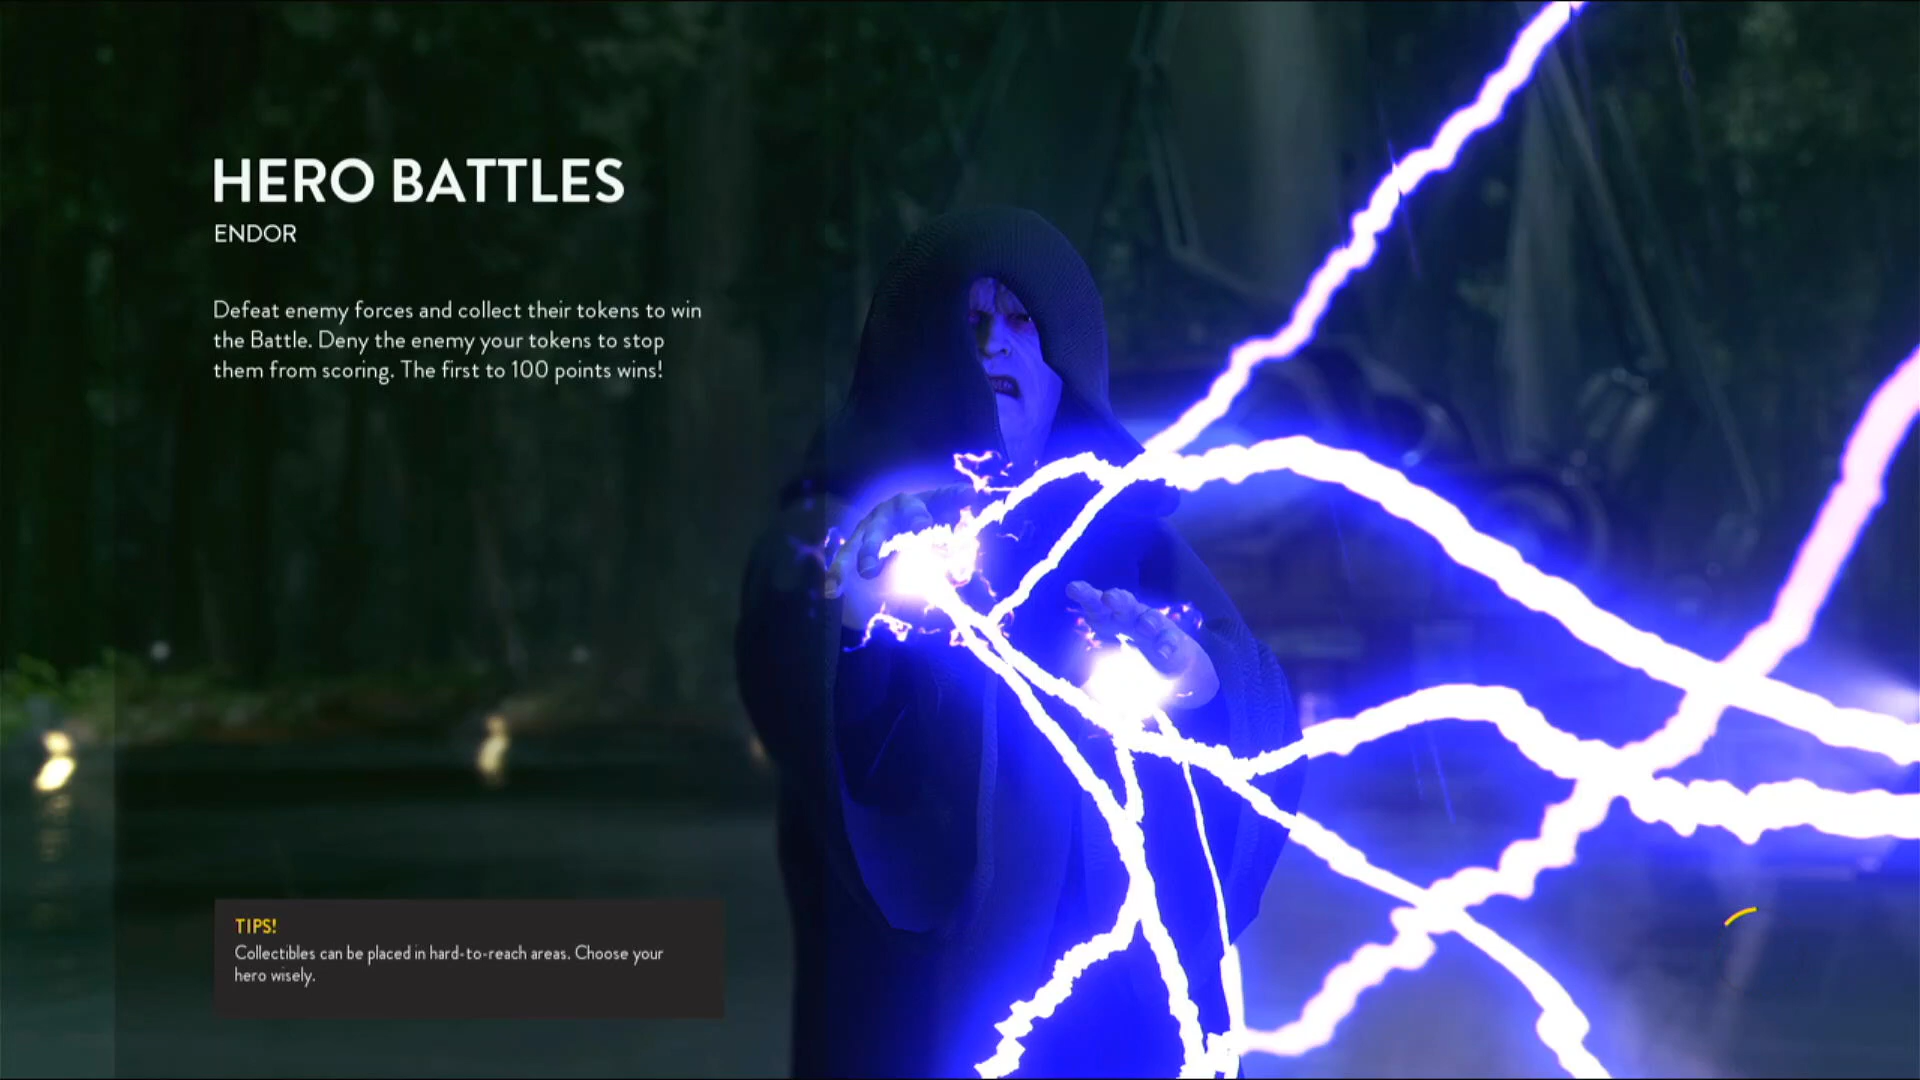 HERO BATTLES
ENDOR
Defeat enemy forces and collect their tokens to win
the Battle. Deny the enemy your tokens to stop
them from scoring. The first to 100 points wins!
TIPS!
Collectibles can be placed in hard-to-reach areas. Choose your
hero wisely.